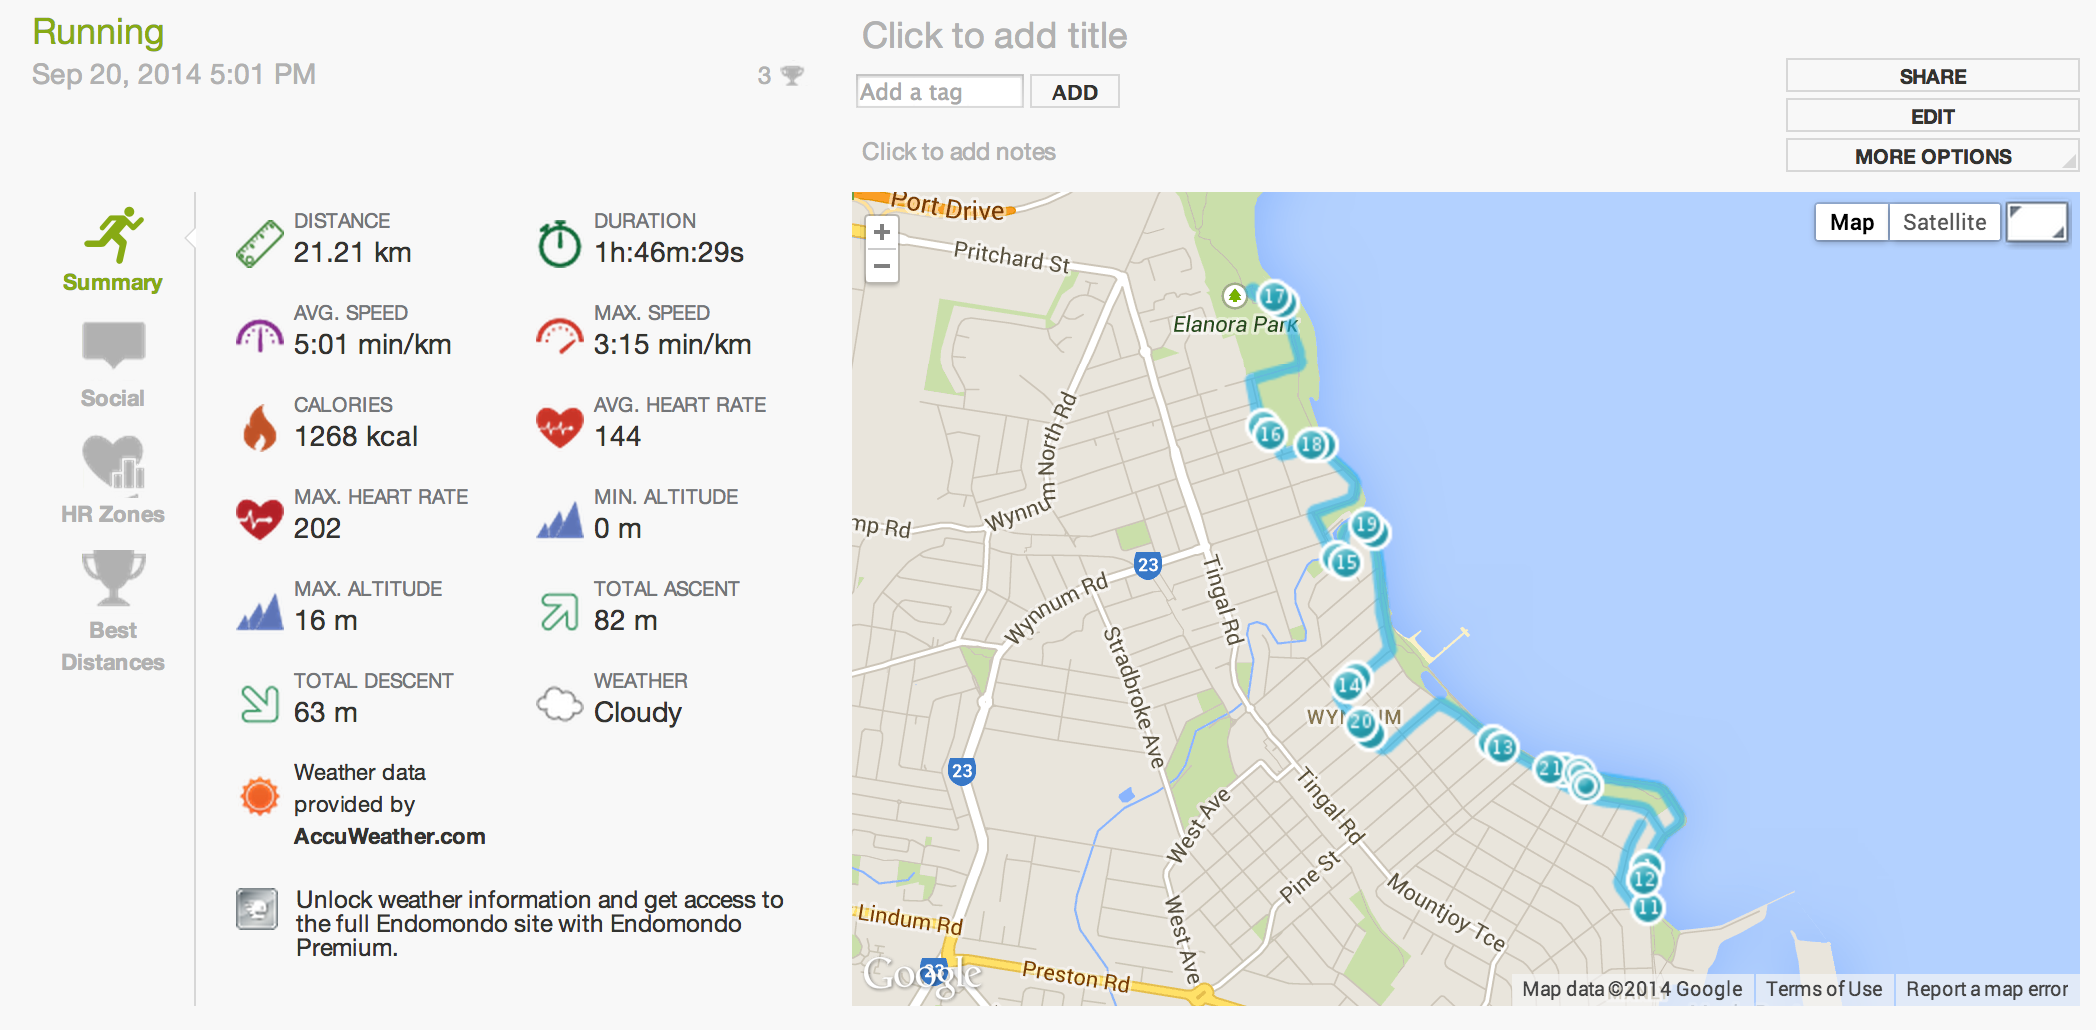 Running
Sep 20, 2014 5:01 PM
3
Click to add title
Add a tag
ADD
Click to add notes
SHARE
EDIT
MORE OPTIONS
Summary
Social
HR Zones
Best
Distances
DISTANCE
21.21 km
DURATION
1h:46m:29s
AVG. SPEED
5:01 min/km
MAX. SPEED
3:15 min/km
CALORIES
1268 kcal
AVG. HEART RATE
144
MAX. HEART RATE
202
MIN. ALTITUDE
0 m
MAX. ALTITUDE
16 m
TOTAL ASCENT
82 m
TOTAL DESCENT
63 m
WEATHER
Cloudy
Weather data
provided by
AccuWeather.com
Unlock weather information and get access to
the full Endomondo site with Endomondo
Premium.
Port Drive
+
−
Map
Satellite
Pritchard St
17
Elanora Park
Wynnum North Rd
16
18
mp Rd
19
15
23
Wynnum Rd
Tingal Rd
Stradbroke Ave
14
20
13
21
23
West Ave
Tingal Rd
Pine St
12
11
Mountjoy Tce
Lindum Rd
West Ave
23
Google
Preston Rd
Map data ©2014 Google
Terms of Use
Report a map error